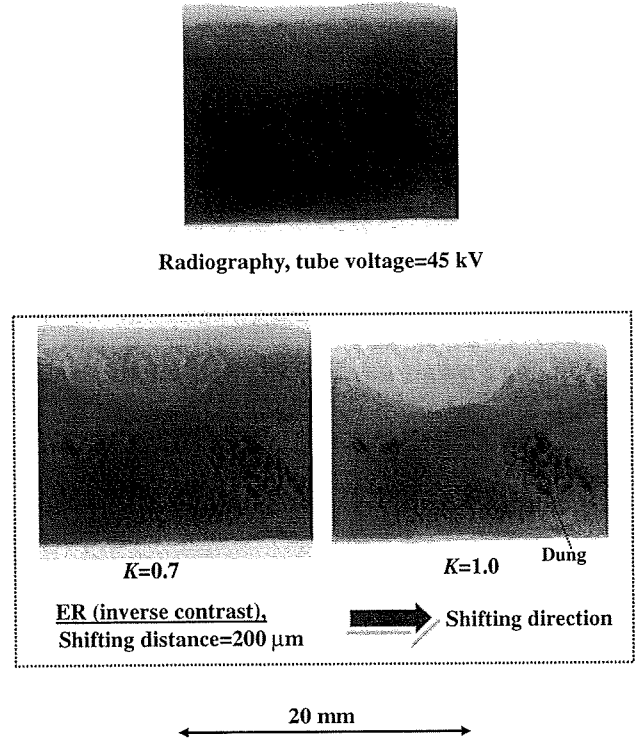 Radiography, tube voltage=45 kV
K=0.7
K=1.0
Dung
ER (inverse contrast),
Shifting distance=200 μm
Shifting direction
20 mm